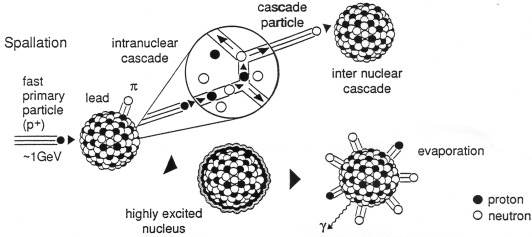 Spallation
fast
primary
particle
(p+)
~1GeV
lead
π
intranuclear
cascade
cascade
particle
inter nuclear
cascade
highly excited
nucleus
evaporation
γ
proton
neutron